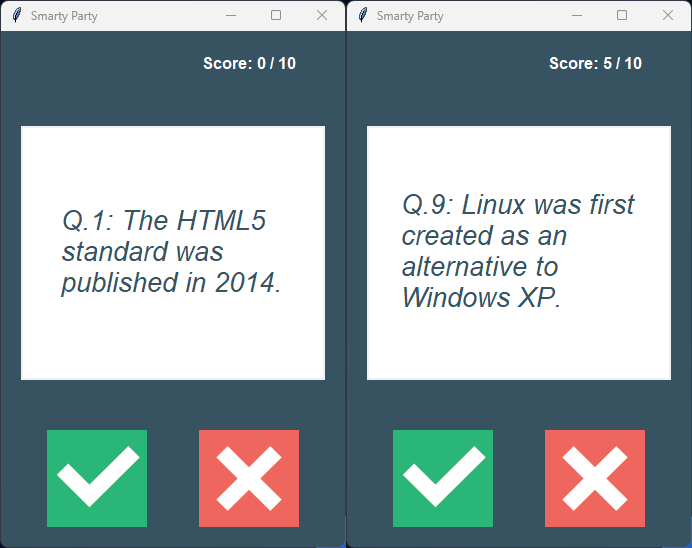 Smarty Party
Score: 0 / 10
Q.1: The HTML5
standard was
published in 2014.
Smarty Party
Score: 5 / 10
Q.9: Linux was first
created as an
alternative to
Windows XP.